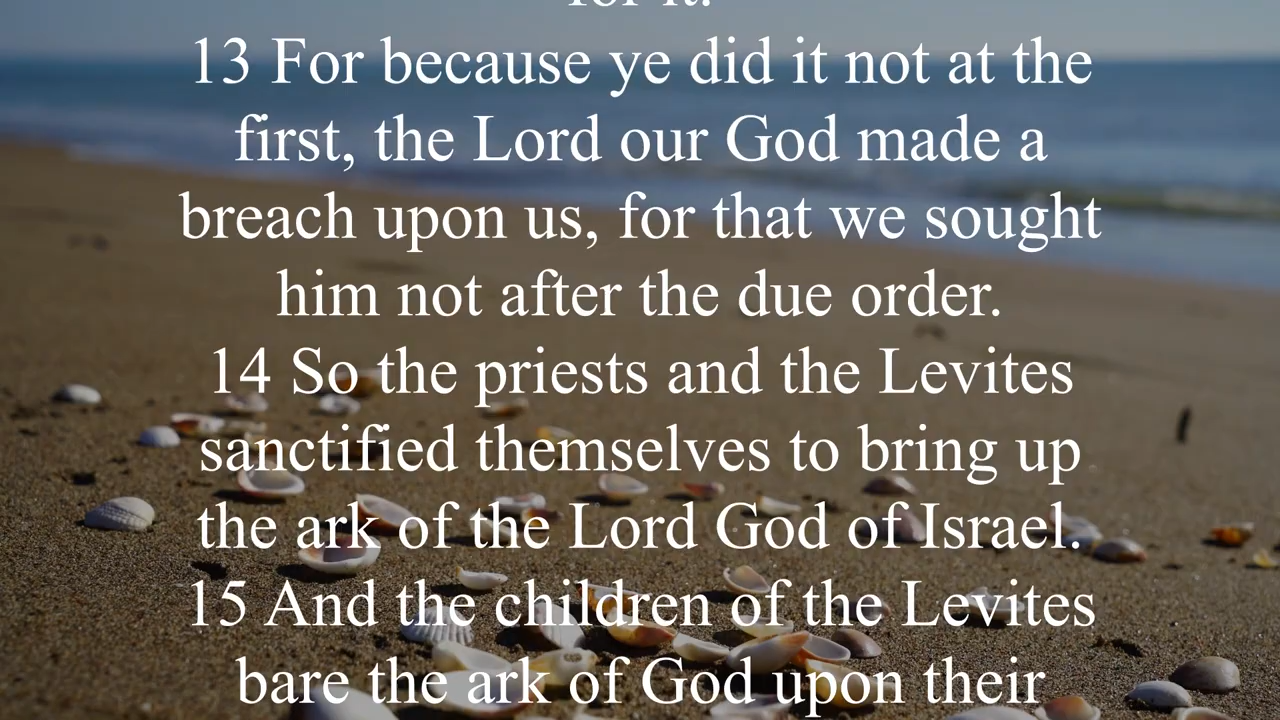 for it.
13 For because ye did it not at the
first, the Lord our God made a
breach upon us, for that we sought
him not after the due order.
14 So the priests and the Levites
sanctified themselves to bring up
the ark of the Lord God of Israel.
15 And the children of the Levites
bare the ark of God upon their